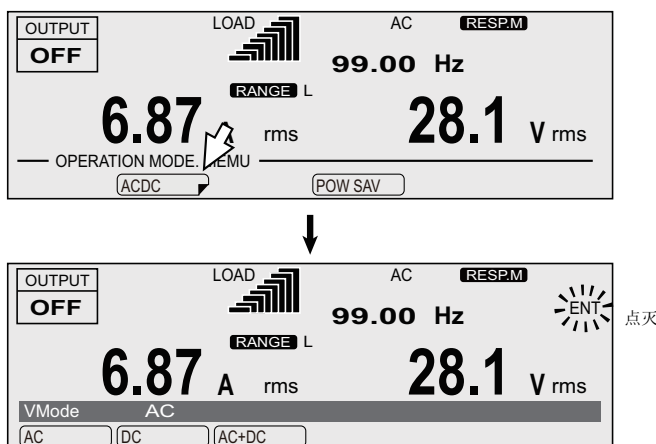 OUTPUT LOAD AC RESP.M
OFF
99.00 Hz
RANGE L
6.87 rms 28.1 V rms
OPERATION MODE. MEMU
ACDC POW SAV
OUTPUT LOAD AC RESP.M
OFF ENT 点灭
99.00 Hz
RANGE L
6.87 A rms 28.1 V rms
VMode AC
AC DC AC+DC